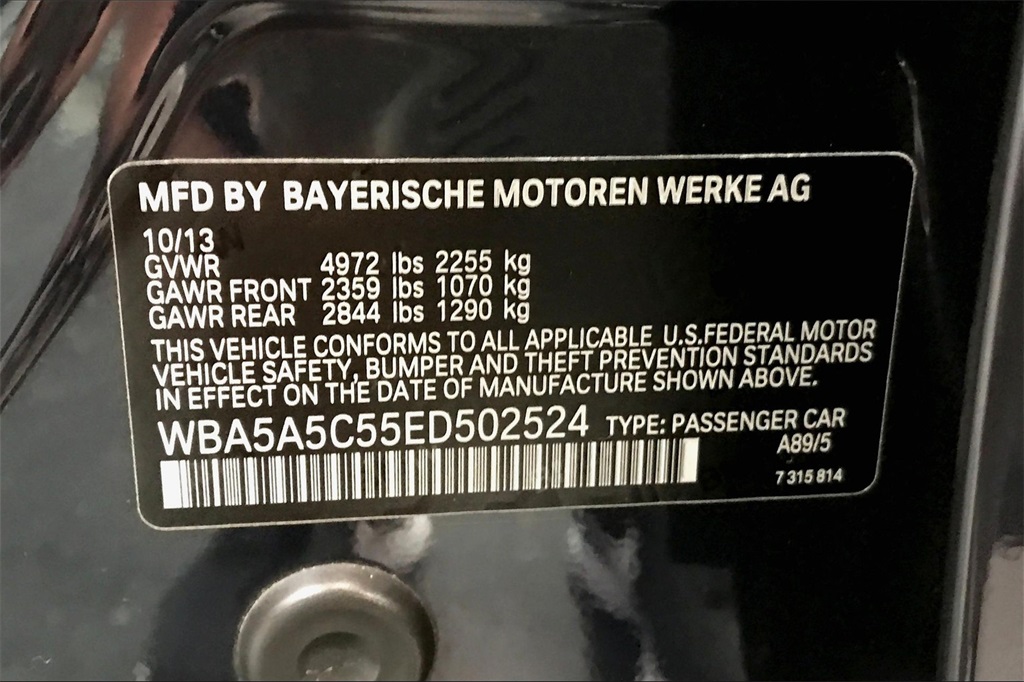 MFD BY BAYERISCHE MOTOREN WERKE AG
10/13
GVWR 4972 lbs 2255 kg
GAWR FRONT 2359 lbs 1070 kg
GAWR REAR 2844 lbs 1290 kg
THIS VEHICLE CONFORMS TO ALL APPLICABLE U.S.FEDERAL MOTOR
VEHICLE SAFETY, BUMPER AND THEFT PREVENTION STANDARDS
IN EFFECT ON THE DATE OF MANUFACTURE SHOWN ABOVE.
WBA5A5C55ED502524 TYPE: PASSENGER CAR
A89/5
7 315 814